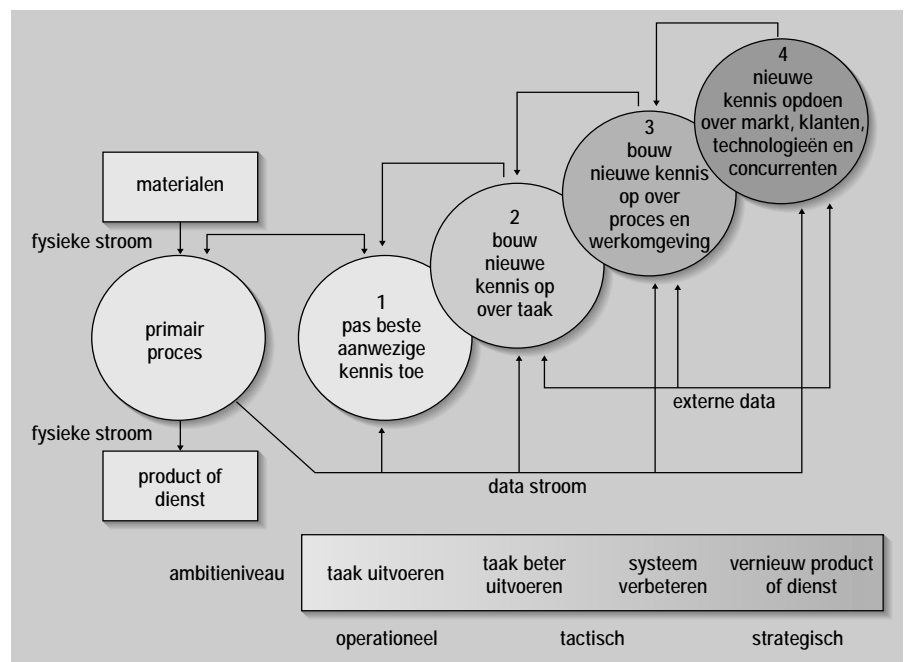 materialen
fysieke stroom
primair
proces
fysieke stroom
product of
dienst
1
pas beste
aanwezige
kennis toe
2
bouw
nieuwe
kennis op
over taak
3
bouw
nieuwe kennis
op over
proces en
werkomgeving
4
nieuwe
kennis opdoen
over markt, klanten,
technologieën en
concurrenten
externe data
data stroom
ambitieniveau
taak uitvoeren
taak beter
uitvoeren
systeem
verbeteren
vernieuw product
of dienst
operationeel
tactisch
strategisch